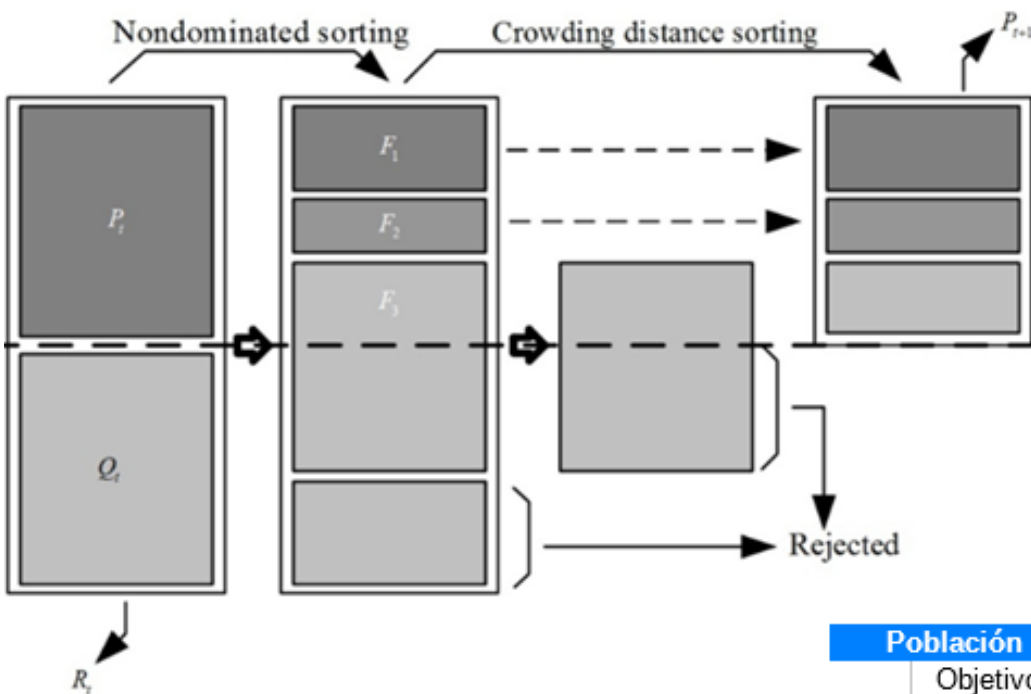 Nondominated sorting
Crowding distance sorting
P_{t+1}
P_t
F_1
F_2
F_3
Q_t
Rejected
R_t
Población
Objetivo